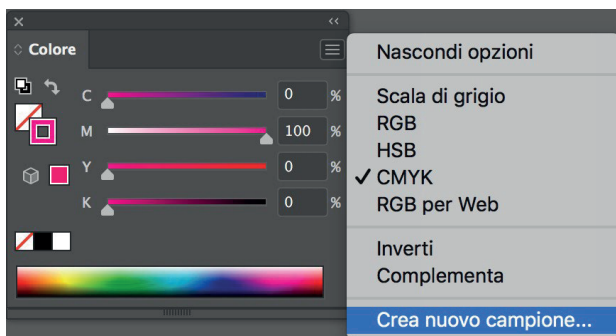 Colore
C 0 %
M 100 %
Y 0 %
K 0 %
Nascondi opzioni
Scala di grigio
RGB
HSB
CMYK
RGB per Web
Inverti
Complementa
Crea nuovo campione...